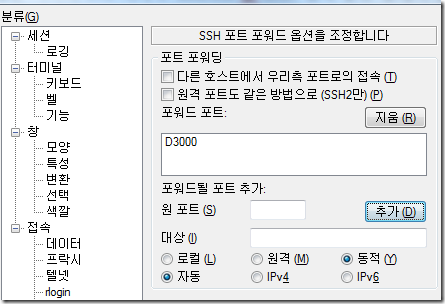 분류(G)
세션
로깅
터미널
키보드
벨
기능
창
모양
특성
변환
선택
색깔
접속
데이터
프락시
텔넷
rlogin
SSH 포트 포워드 옵션을 조정합니다
포트 포워딩
다른 호스트에서 우리측 포트로의 접속 (T)
원격 포트도 같은 방법으로 (SSH2만) (P)
포워드 포트: 지움 (R)
D3000
포워드될 포트 추가:
원 포트 (S) 추가 (D)
대상 (I)
로컬 (L) 원격 (M) 동적 (Y)
자동 IPv4 IPv6